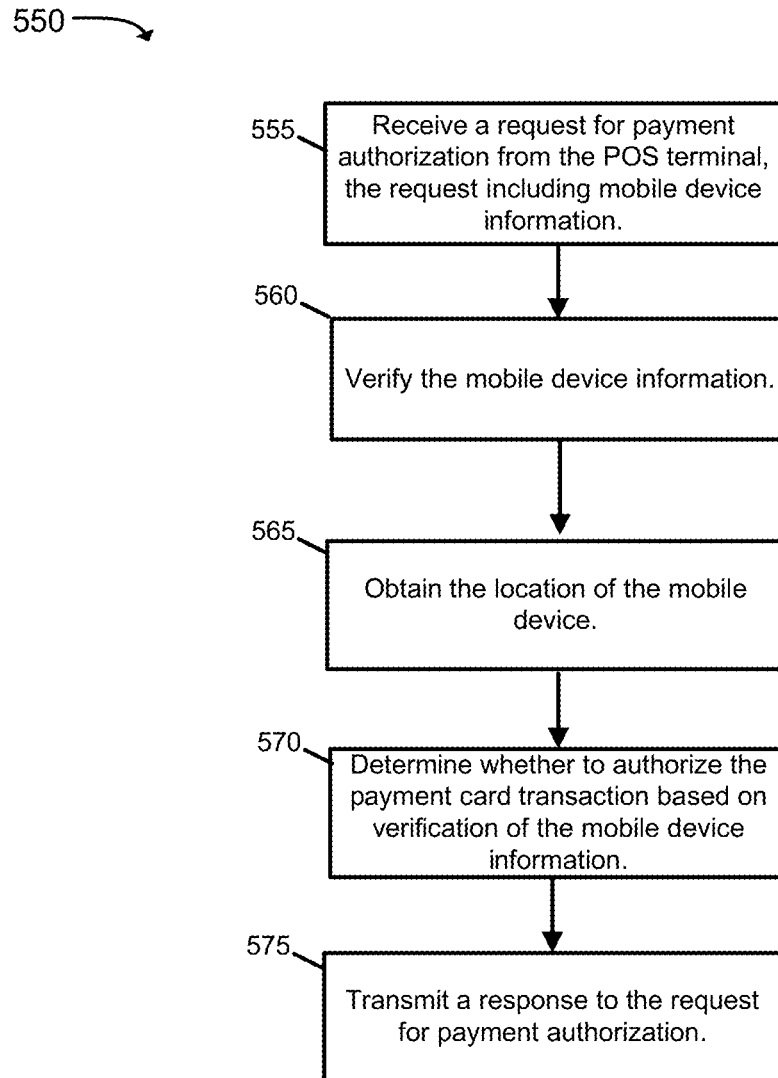 550
555
Receive a request for payment
authorization from the POS terminal,
the request including mobile device
information.
560
Verify the mobile device information.
565
Obtain the location of the mobile
device.
570
Determine whether to authorize the
payment card transaction based on
verification of the mobile device
information.
575
Transmit a response to the request
for payment authorization.